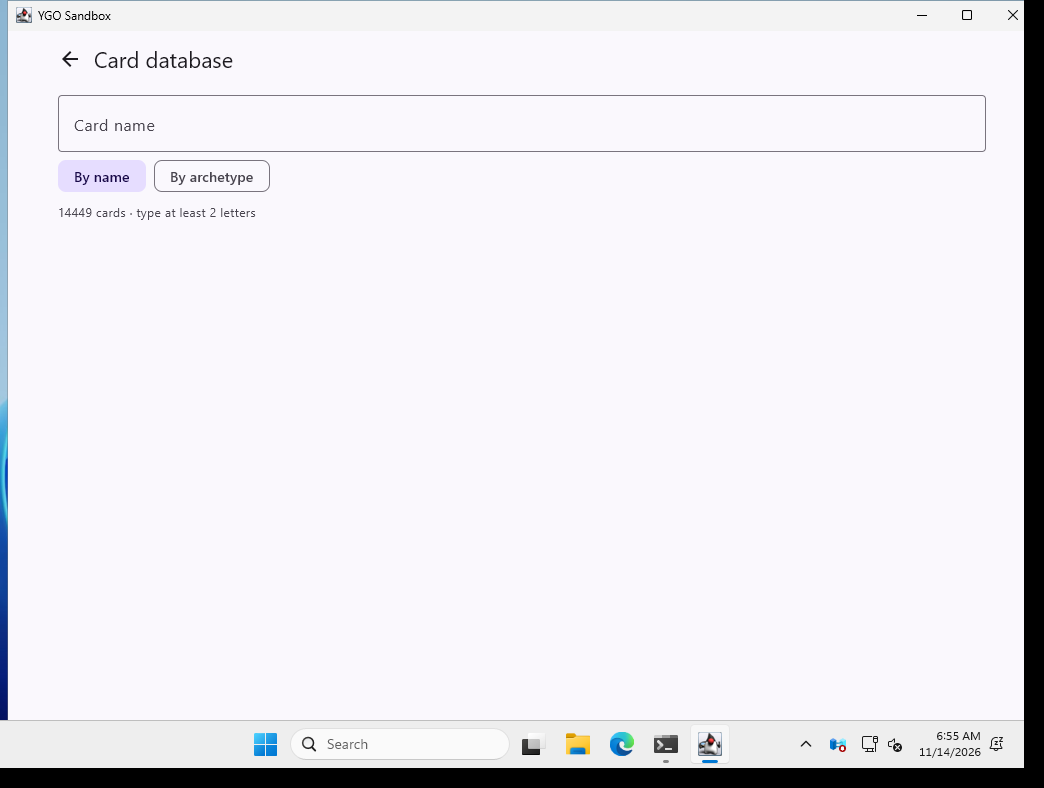 YGO Sandbox
Card database
Card name
By name
By archetype
14449 cards · type at least 2 letters
Search
6:55 AM
11/14/2026